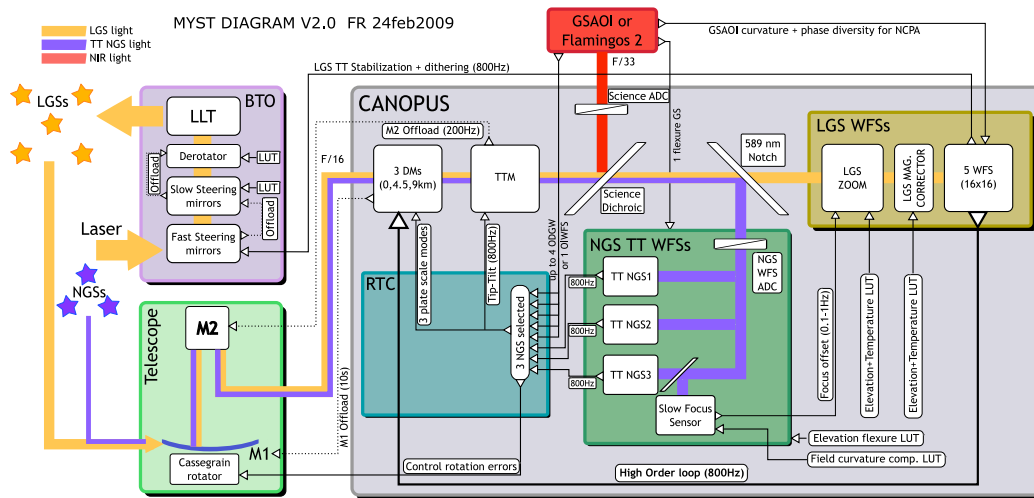 MYST DIAGRAM V2.0 FR 24feb2009
LGS light
TT NGS light
NIR light
GSAOI or
Flamingos 2
GSAOI curvature + phase diversity for NCPA
F/33
LGS TT Stabilization + dithering (800Hz)
LGSs
BTO
LLT
Derotator
LUT
Offload
Slow Steering
mirrors
LUT
Offload
Laser
Fast Steering
mirrors
NGSs
CANOPUS
Science ADC
M2 Offload (200Hz)
1 flexure GS
F/16
3 DMs
(0,4.5,9km)
TTM
Science
Dichroic
589 nm
Notch
LGS WFSs
LGS
ZOOM
LGS MAG.
CORRECTOR
5 WFS
(16x16)
up to 4 ODGW
or 1 OIWFS
NGS TT WFSs
NGS
WFS
ADC
TT NGS1
800Hz
TT NGS2
800Hz
TT NGS3
800Hz
Slow Focus
Sensor
RTC
3 plate scale modes
Tip-Tilt (800Hz)
3 NGS selected
Telescope
M2
M1
Cassegrain
rotator
M1 Offload (10s)
Control rotation errors
Focus offset (0.1-1Hz)
Elevation+Temperature LUT
Elevation+Temperature LUT
Elevation flexure LUT
Field curvature comp. LUT
High Order loop (800Hz)